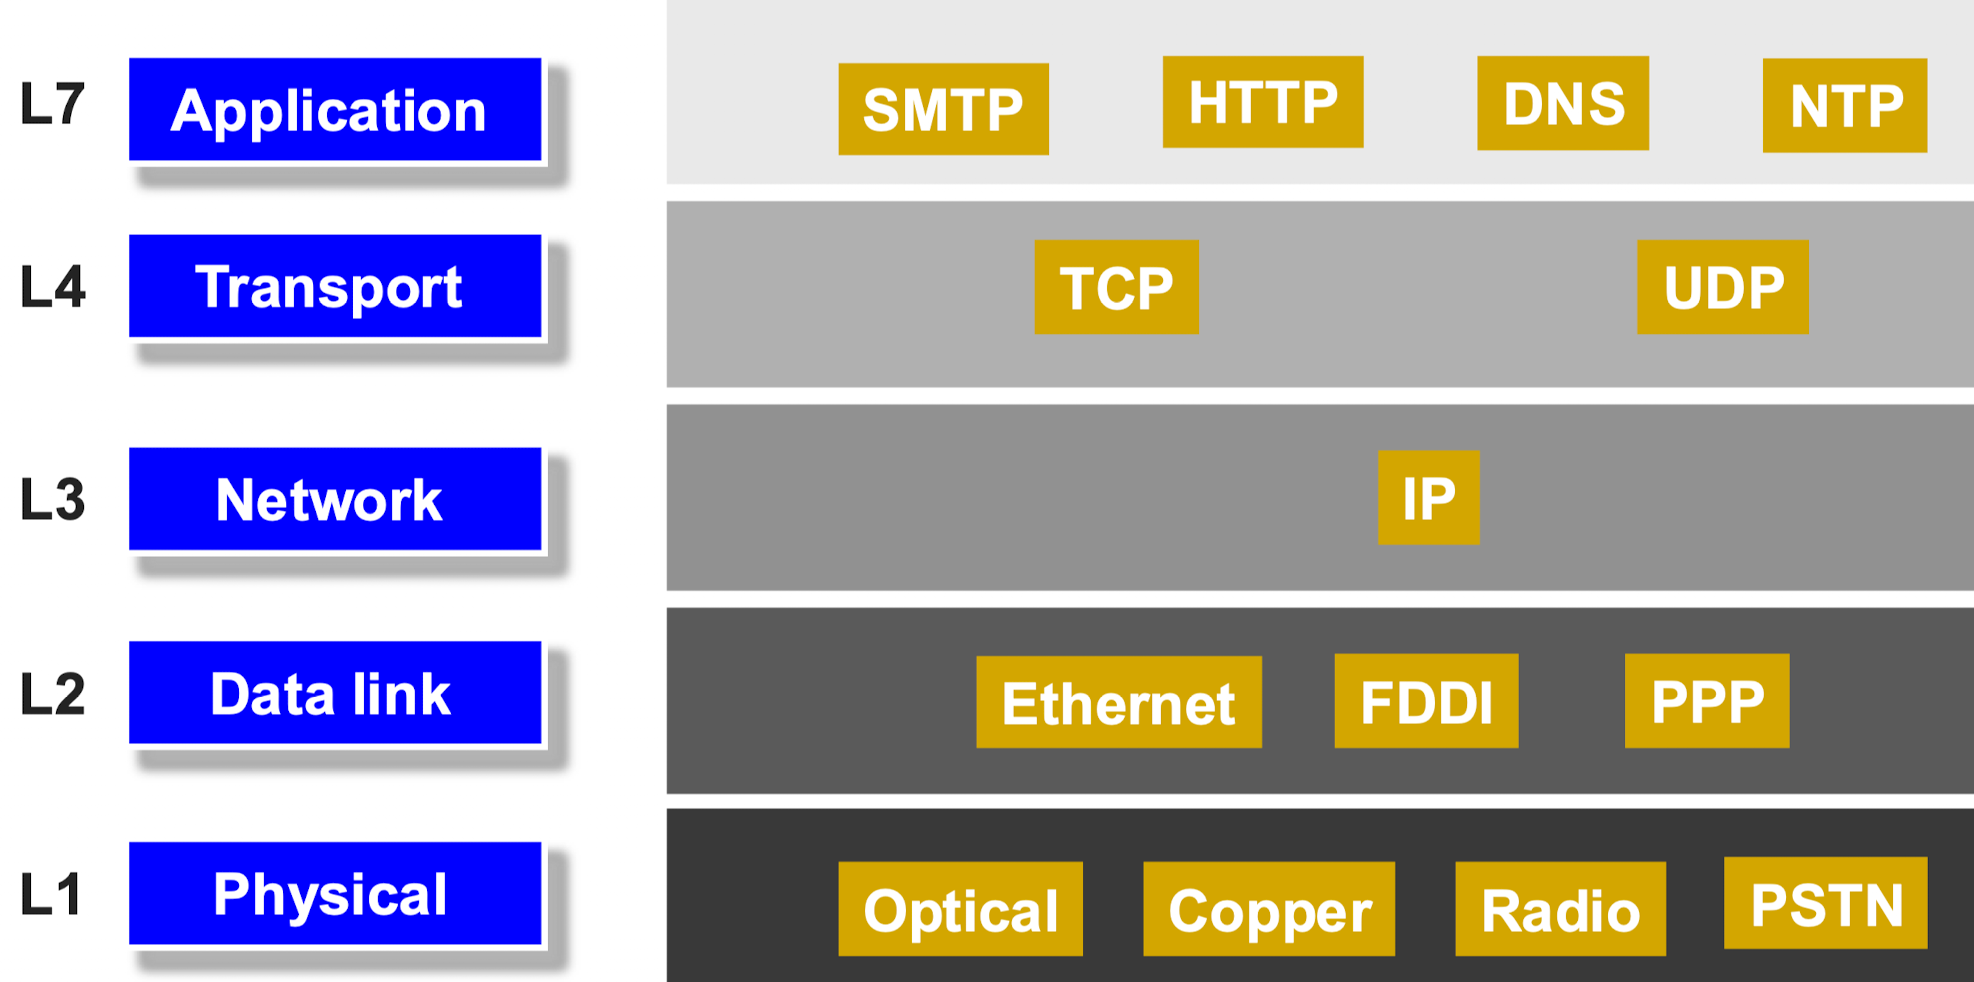 L7 Application SMTP HTTP DNS NTP
L4 Transport TCP UDP
L3 Network IP
L2 Data link Ethernet FDDI PPP
L1 Physical Optical Copper Radio PSTN